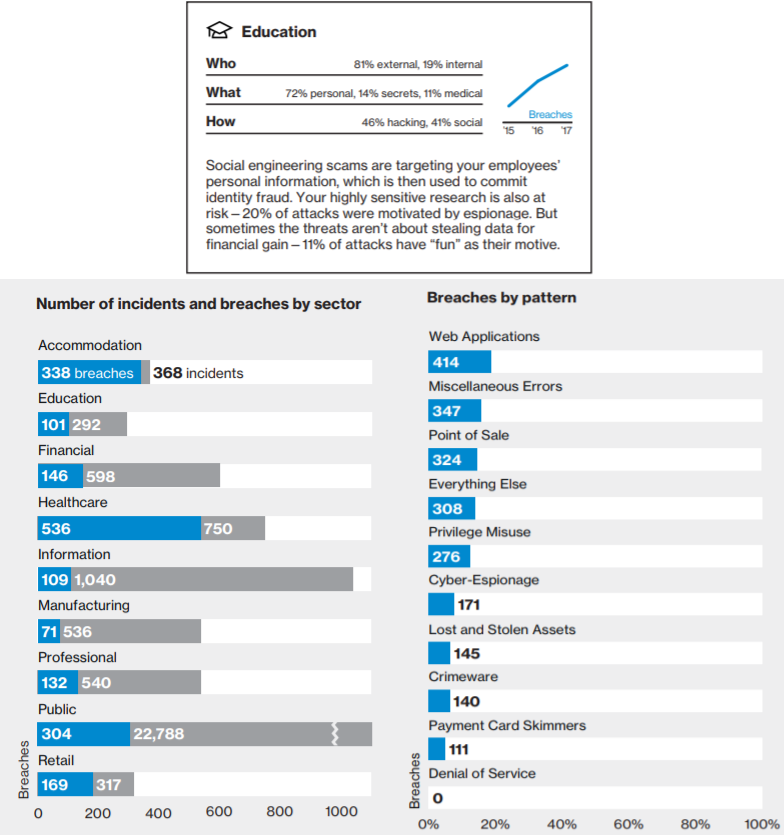 Education
Who 81% external, 19% internal
What 72% personal, 14% secrets, 11% medical
How 46% hacking, 41% social
Breaches
'15 '16 '17
Social engineering scams are targeting your employees'
personal information, which is then used to commit
identity fraud. Your highly sensitive research is also at
risk – 20% of attacks were motivated by espionage. But
sometimes the threats aren't about stealing data for
financial gain – 11% of attacks have “fun” as their motive.
Number of incidents and breaches by sector
Accommodation
338 breaches 368 incidents
Education
101 292
Financial
146 598
Healthcare
536 750
Information
109 1,040
Manufacturing
71 536
Professional
132 540
Public
304 22,788
Retail
169 317
Breaches
0 200 400 600 800 1000
Breaches by pattern
Web Applications
414
Miscellaneous Errors
347
Point of Sale
324
Everything Else
308
Privilege Misuse
276
Cyber-Espionage
171
Lost and Stolen Assets
145
Crimeware
140
Payment Card Skimmers
111
Denial of Service
0
Breaches
0% 20% 40% 60% 80% 100%